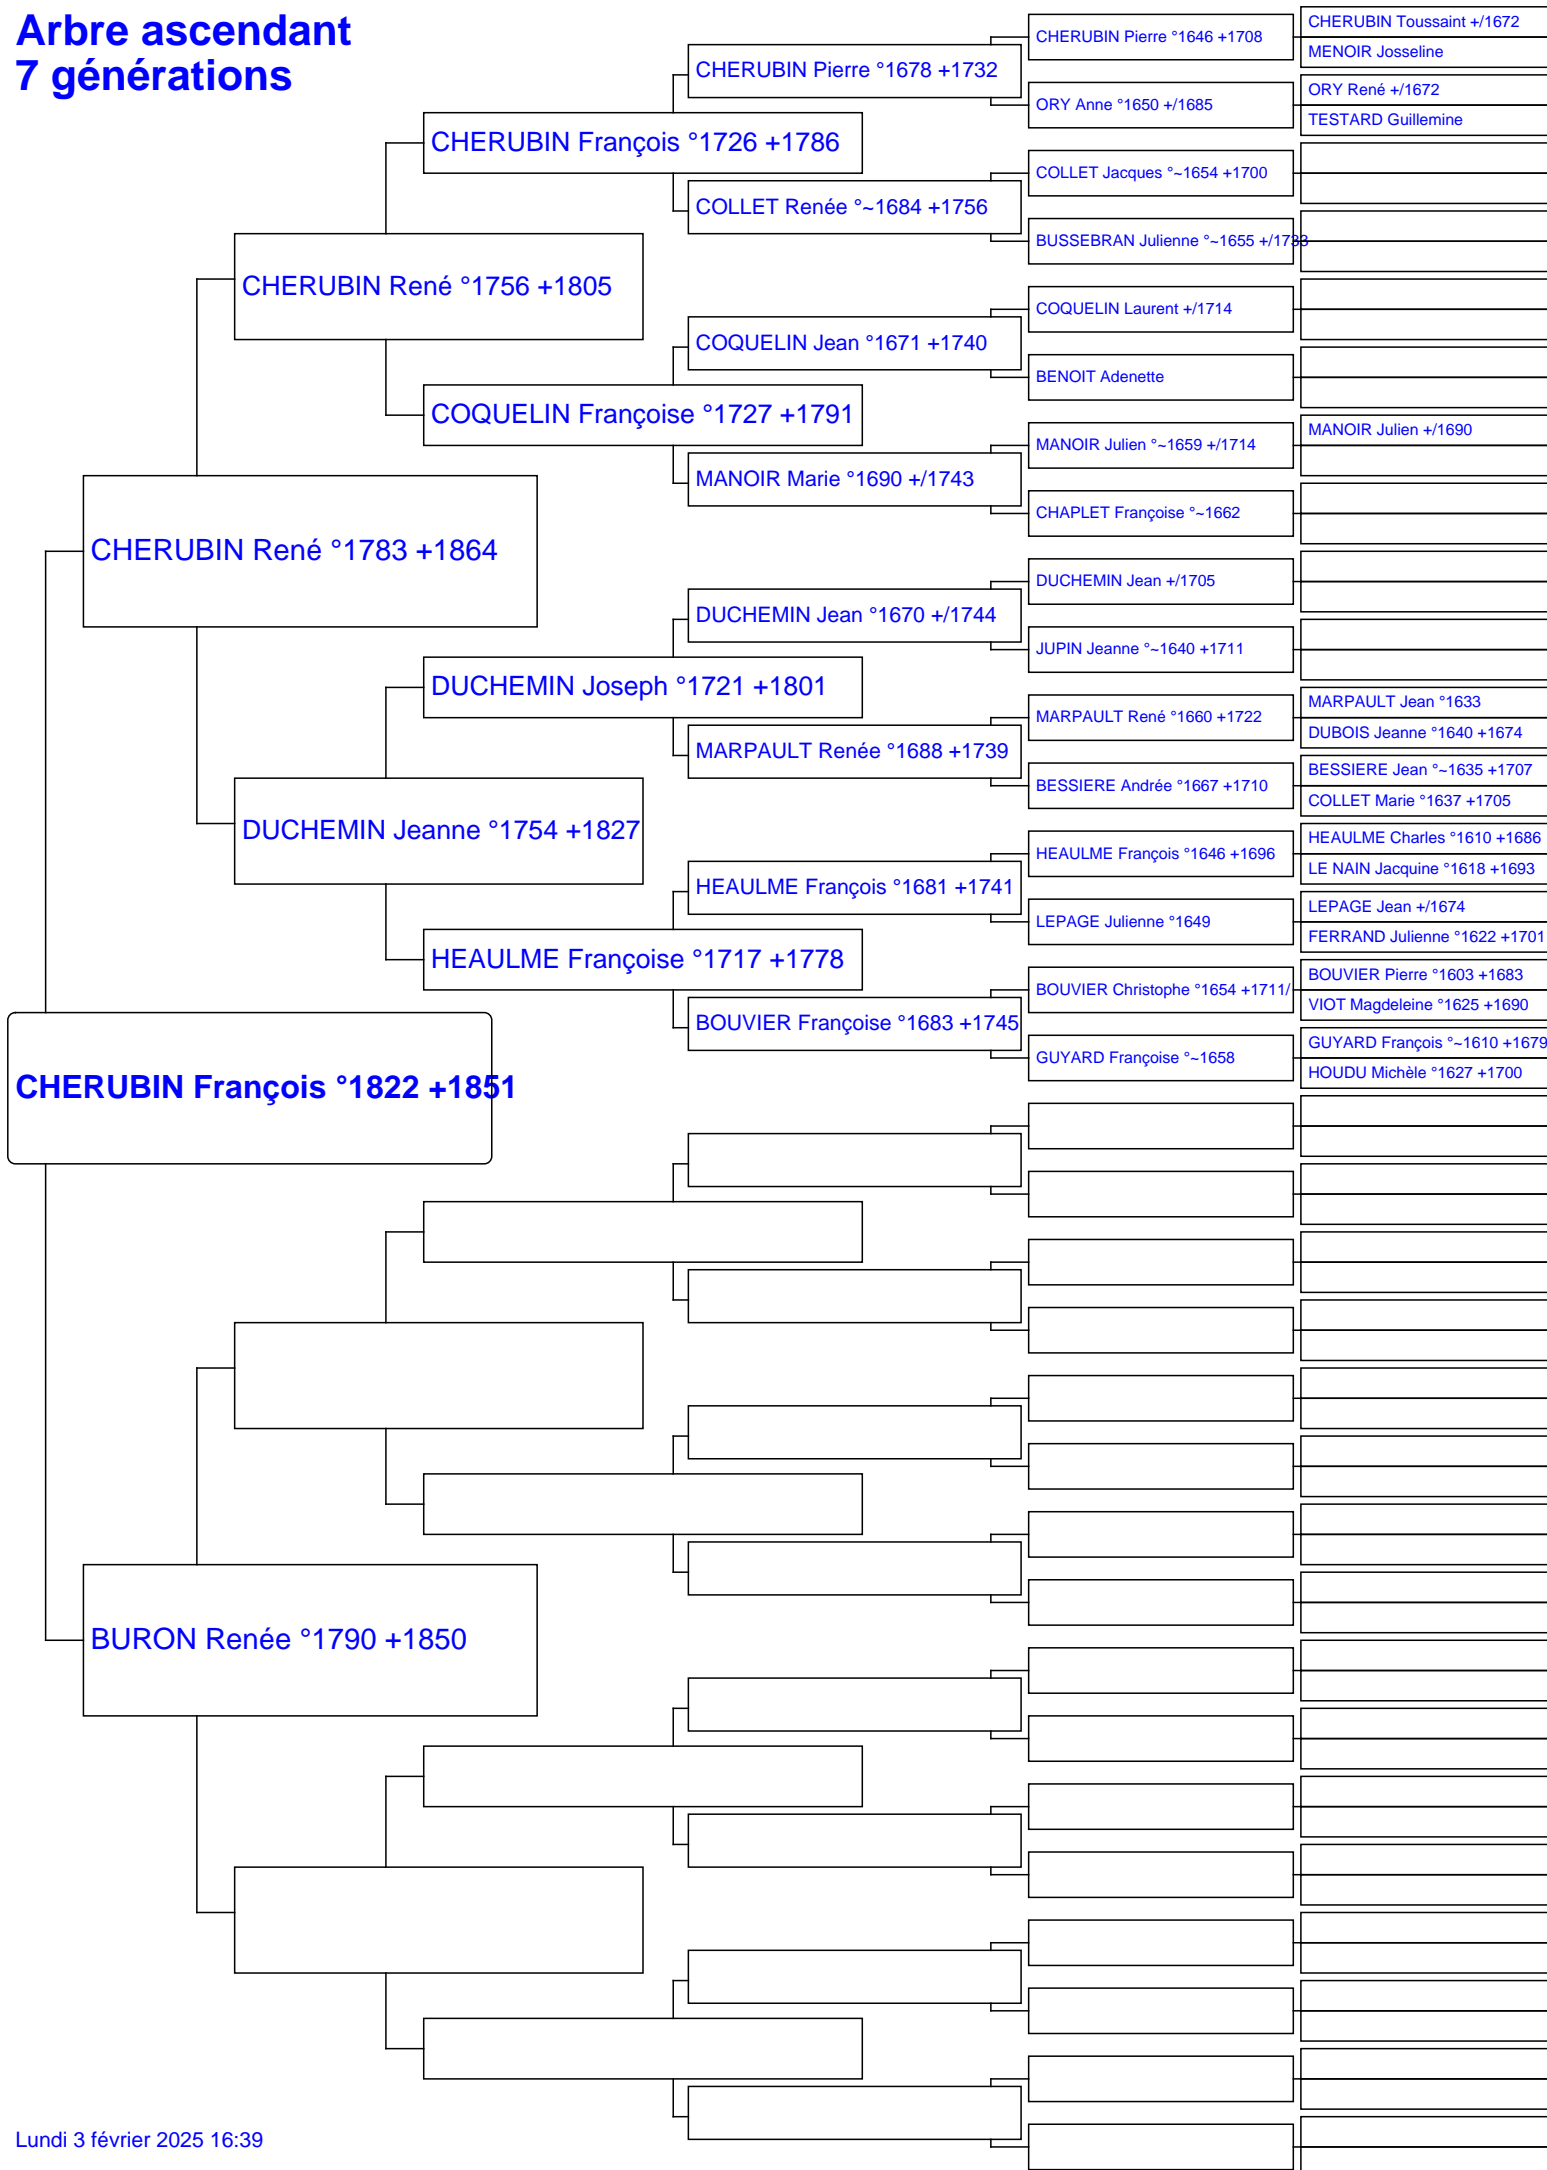 Arbre ascendant
7 générations
CHERUBIN François °1822 +1851
CHERUBIN René °1783 +1864
BURON Renée °1790 +1850
CHERUBIN René °1756 +1805
DUCHEMIN Jeanne °1754 +1827
CHERUBIN François °1726 +1786
COQUELIN Françoise °1727 +1791
DUCHEMIN Joseph °1721 +1801
HEAULME Françoise °1717 +1778
CHERUBIN Pierre °1678 +1732
COLLET Renée °~1684 +1756
COQUELIN Jean °1671 +1740
MANOIR Marie °1690 +/1743
DUCHEMIN Jean °1670 +/1744
MARPAULT Renée °1688 +1739
HEAULME François °1681 +1741
BOUVIER Françoise °1683 +1745
CHERUBIN Pierre °1646 +1708
ORY Anne °1650 +/1685
COLLET Jacques °~1654 +1700
BUSSEBRAN Julienne °~1655 +/1733
COQUELIN Laurent +/1714
BENOIT Adenette
MANOIR Julien °~1659 +/1714
CHAPLET Françoise °~1662
DUCHEMIN Jean +/1705
JUPIN Jeanne °~1640 +1711
MARPAULT René °1660 +1722
BESSIERE Andrée °1667 +1710
HEAULME François °1646 +1696
LEPAGE Julienne °1649
BOUVIER Christophe °1654 +1711/
GUYARD Françoise °~1658
CHERUBIN Toussaint +/1672
MENOIR Josseline
ORY René +/1672
TESTARD Guillemine
MANOIR Julien +/1690
MARPAULT Jean °1633
DUBOIS Jeanne °1640 +1674
BESSIERE Jean °~1635 +1707
COLLET Marie °1637 +1705
HEAULME Charles °1610 +1686
LE NAIN Jacquine °1618 +1693
LEPAGE Jean +/1674
FERRAND Julienne °1622 +1701
BOUVIER Pierre °1603 +1683
VIOT Magdeleine °1625 +1690
GUYARD François °~1610 +1679
HOUDU Michèle °1627 +1700
Lundi 3 février 2025 16:39